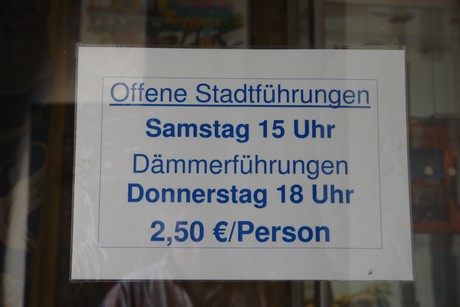 Offene Stadtführungen
Samstag 15 Uhr
Dämmerführungen
Donnerstag 18 Uhr
2,50 €/Person